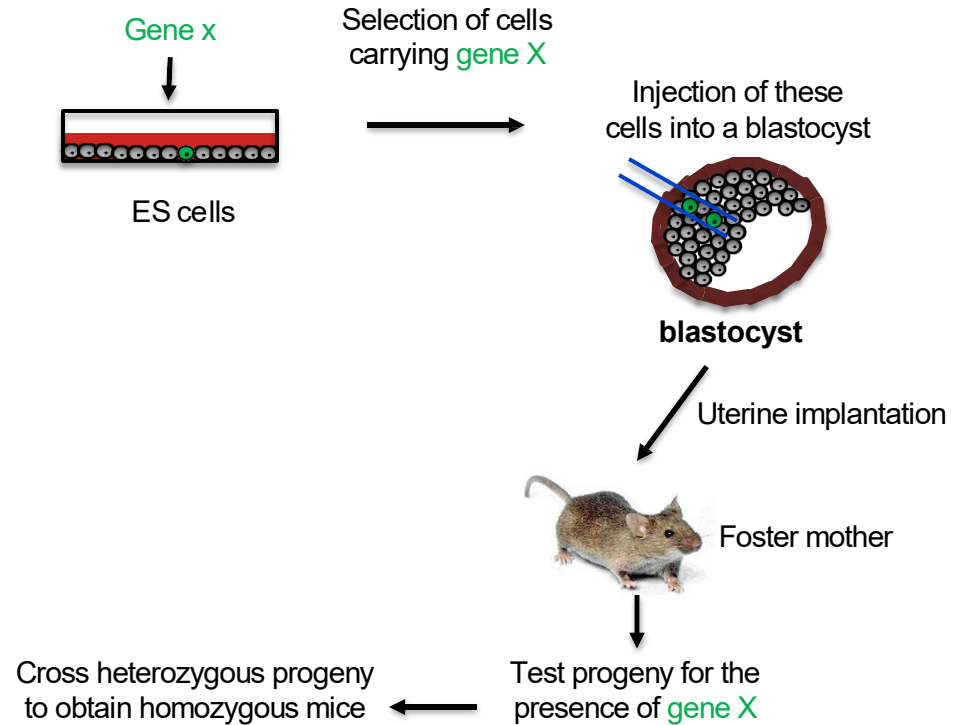 Gene x
Selection of cells
carrying gene X
Injection of these
cells into a blastocyst
ES cells
blastocyst
Uterine implantation
Foster mother
Test progeny for the
presence of gene X
Cross heterozygous progeny
to obtain homozygous mice